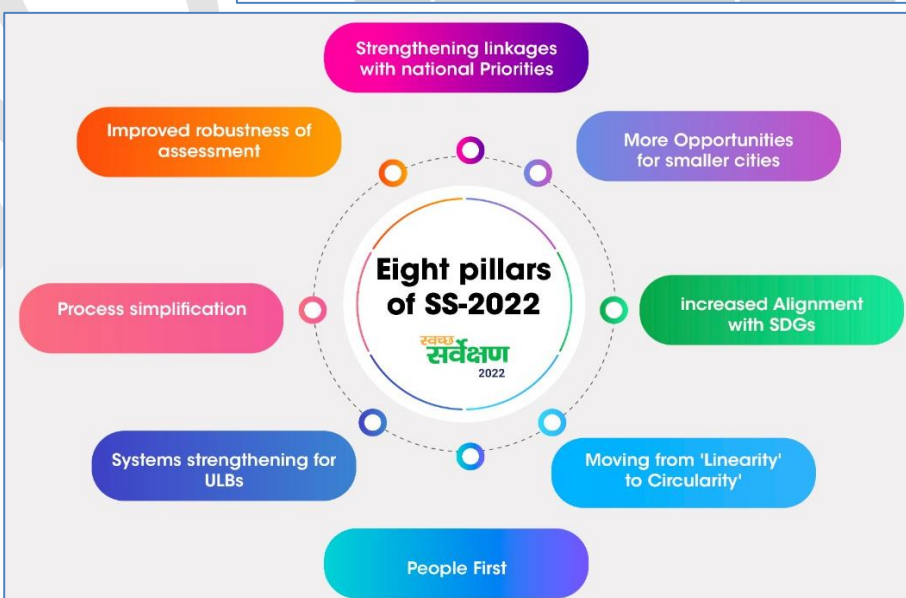 Strengthening linkages
with national Priorities
More Opportunities
for smaller cities
increased Alignment
with SDGs
Moving from 'Linearity'
to Circularity'
People First
Systems strengthening for
ULBs
Process simplification
Improved robustness of
assessment
Eight pillars
of SS-2022
स्वच्छ
सर्वेक्षण
2022